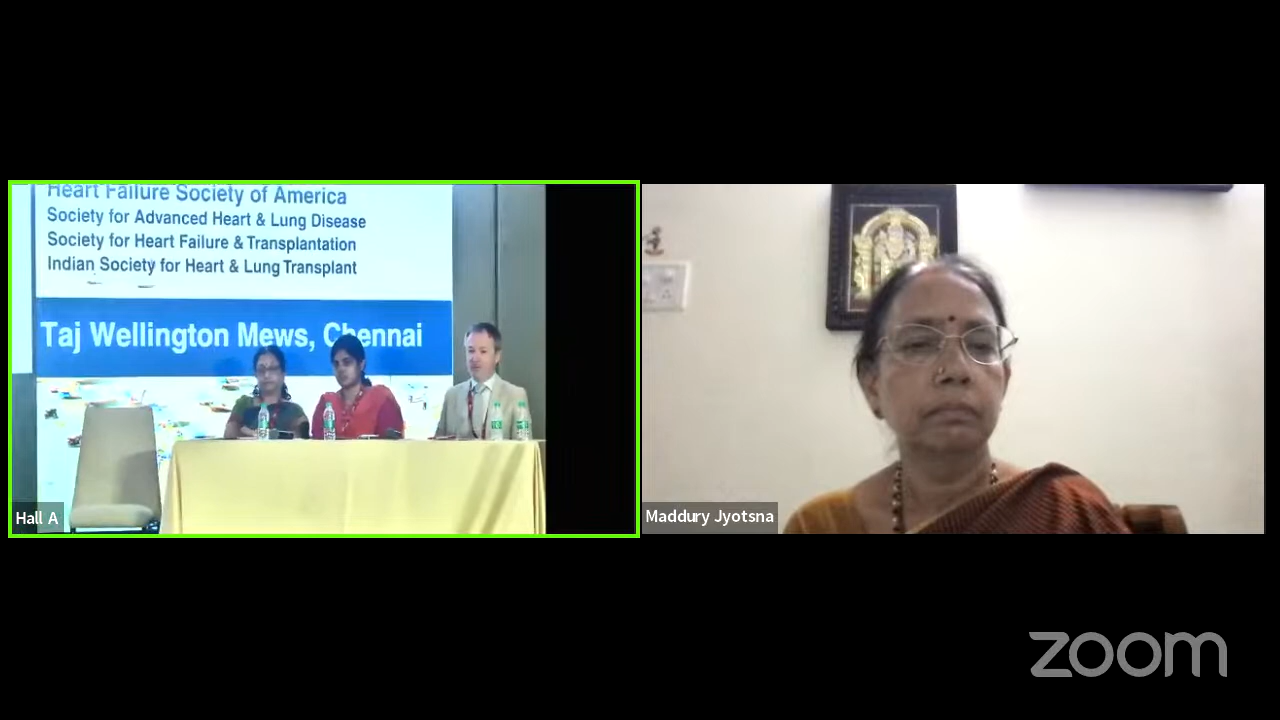 Heart Failure Society of America
Society for Advanced Heart & Lung Disease
Society for Heart Failure & Transplantation
Indian Society for Heart & Lung Transplant
Taj Wellington Mews, Chennai
Hall A
Maddury Jyotsna
zoom